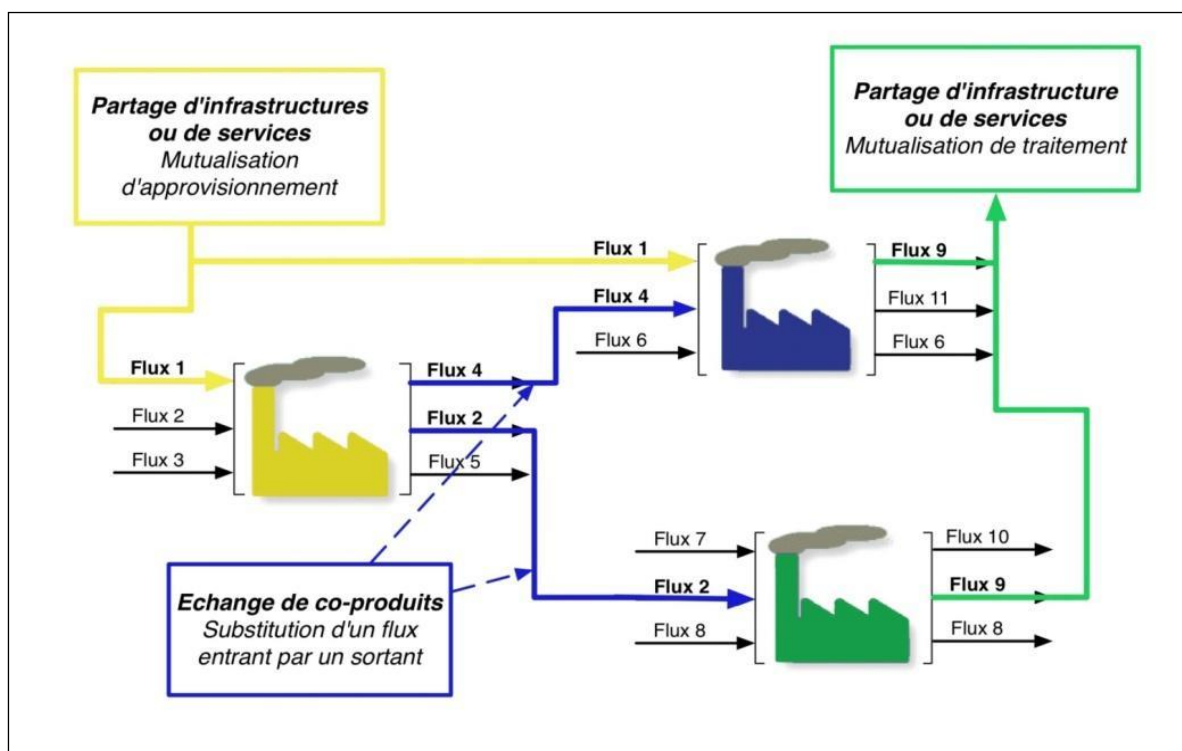 Partage d'infrastructures
ou de services
Mutualisation
d'approvisionnement
Partage d'infrastructure
ou de services
Mutualisation de traitement
Flux 1
Flux 4
Flux 6
Flux 9
Flux 11
Flux 6
Flux 1
Flux 2
Flux 3
Flux 4
Flux 2
Flux 5
Flux 7
Flux 2
Flux 8
Flux 10
Flux 9
Flux 8
Echange de co-produits
Substitution d'un flux
entrant par un sortant